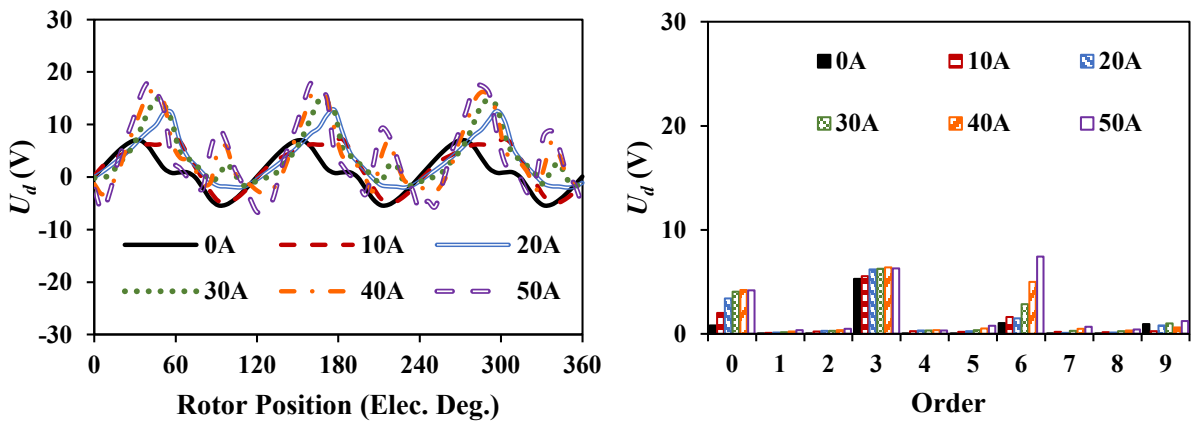 30
20
10
0
-10
-20
-30
U_d (V)
0A 10A 20A
30A 40A 50A
0 60 120 180 240 300 360
Rotor Position (Elec. Deg.)
30
20
10
0
U_d (V)
0A 10A 20A
30A 40A 50A
0 1 2 3 4 5 6 7 8 9
Order